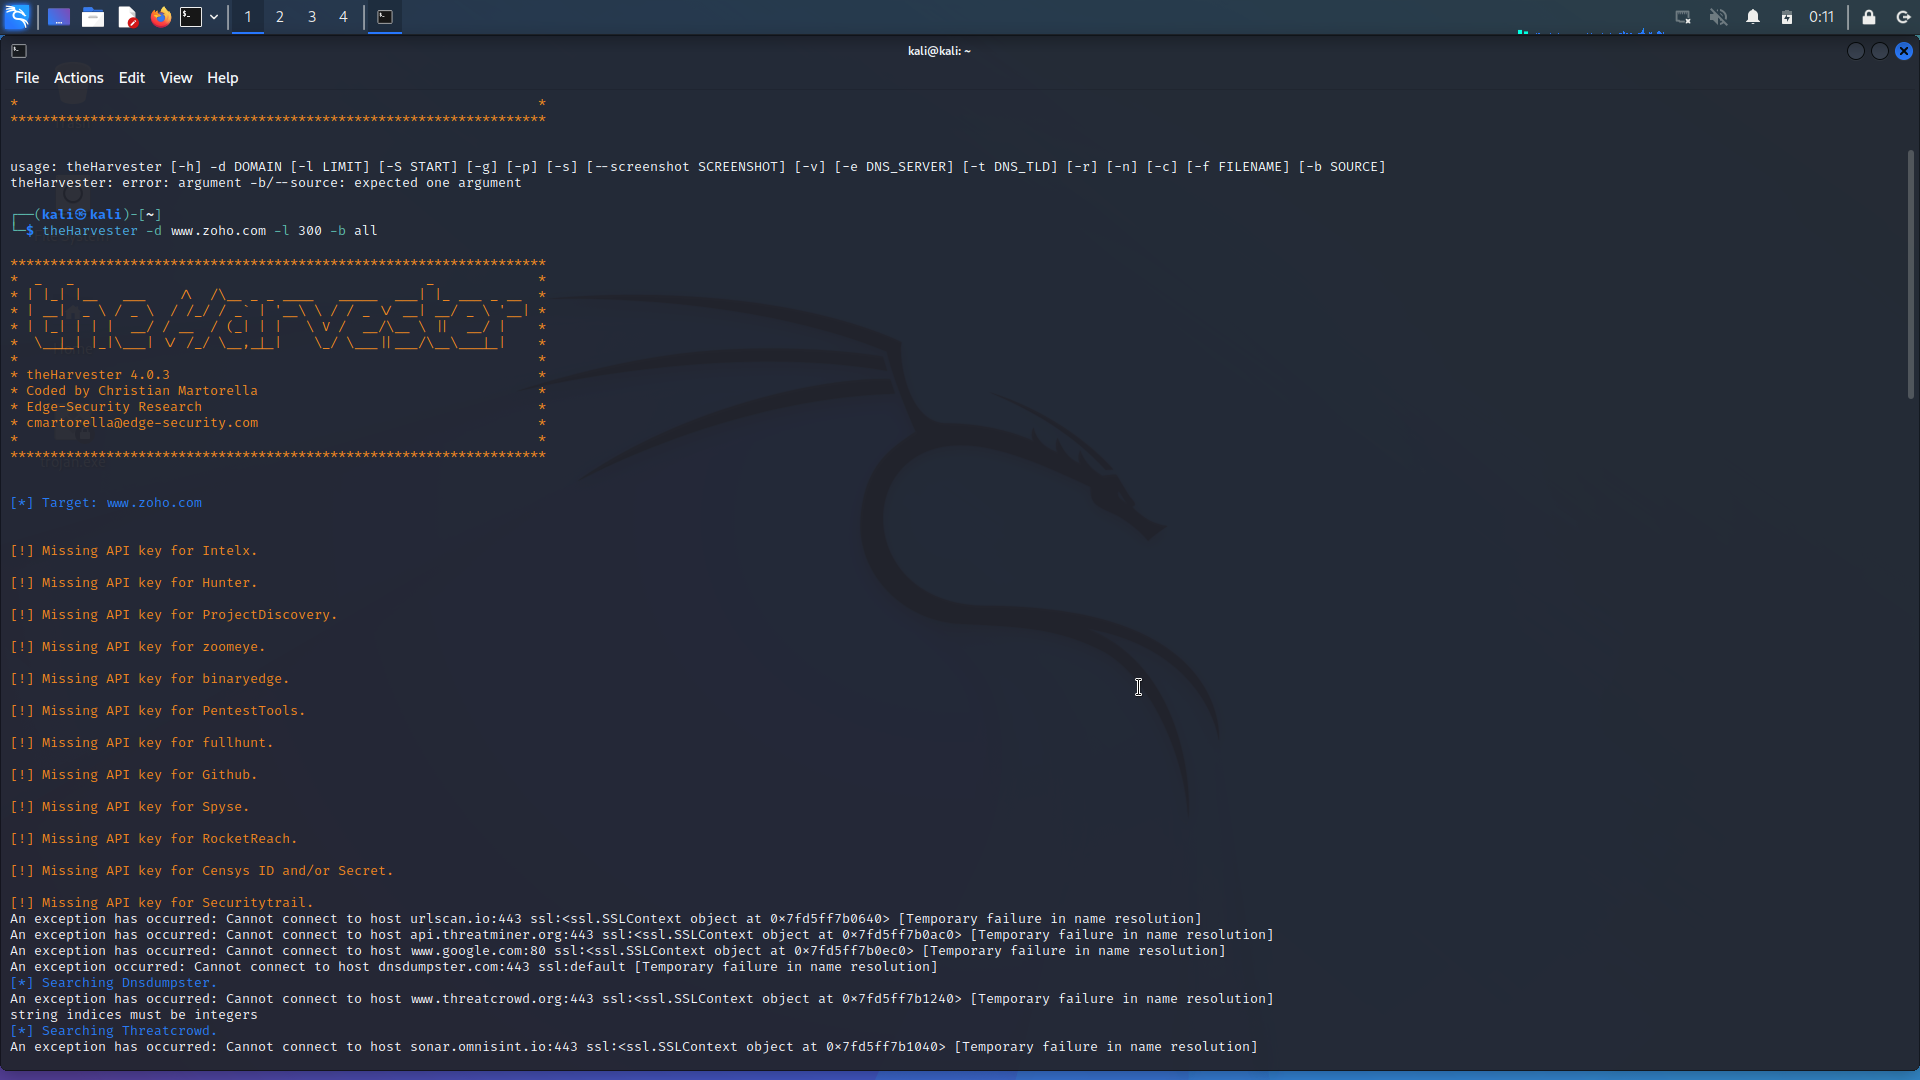 1 2 3 4 0:11
kali@kali: ~
File Actions Edit View Help
* *
*******************************************************************
usage: theHarvester [-h] -d DOMAIN [-l LIMIT] [-S START] [-g] [-p] [-s] [--screenshot SCREENSHOT] [-v] [-e DNS_SERVER] [-t DNS_TLD] [-r] [-n] [-c] [-f FILENAME] [-b SOURCE]
theHarvester: error: argument -b/--source: expected one argument
┌──(kali㉿kali)-[~]
└─$ theHarvester -d www.zoho.com -l 300 -b all
*******************************************************************
theHarvester
* *
* theHarvester 4.0.3 *
* Coded by Christian Martorella *
* Edge-Security Research *
* cmartorella@edge-security.com *
* *
*******************************************************************
[*] Target: www.zoho.com
[!] Missing API key for Intelx.
[!] Missing API key for Hunter.
[!] Missing API key for ProjectDiscovery.
[!] Missing API key for zoomeye.
[!] Missing API key for binaryedge.
[!] Missing API key for PentestTools.
[!] Missing API key for fullhunt.
[!] Missing API key for Github.
[!] Missing API key for Spyse.
[!] Missing API key for RocketReach.
[!] Missing API key for Censys ID and/or Secret.
[!] Missing API key for Securitytrail.
An exception has occurred: Cannot connect to host urlscan.io:443 ssl:<ssl.SSLContext object at 0x7fd5ff7b0640> [Temporary failure in name resolution]
An exception has occurred: Cannot connect to host api.threatminer.org:443 ssl:<ssl.SSLContext object at 0x7fd5ff7b0ac0> [Temporary failure in name resolution]
An exception has occurred: Cannot connect to host www.google.com:80 ssl:<ssl.SSLContext object at 0x7fd5ff7b0ec0> [Temporary failure in name resolution]
An exception occurred: Cannot connect to host dnsdumpster.com:443 ssl:default [Temporary failure in name resolution]
[*] Searching Dnsdumpster.
An exception has occurred: Cannot connect to host www.threatcrowd.org:443 ssl:<ssl.SSLContext object at 0x7fd5ff7b1240> [Temporary failure in name resolution]
string indices must be integers
[*] Searching Threatcrowd.
An exception has occurred: Cannot connect to host sonar.omnisint.io:443 ssl:<ssl.SSLContext object at 0x7fd5ff7b1040> [Temporary failure in name resolution]